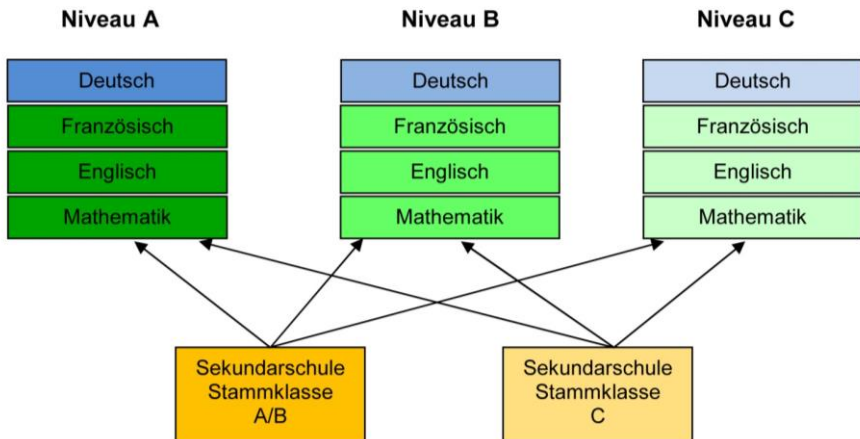 Niveau A
Niveau B
Niveau C
Deutsch
Deutsch
Deutsch
Französisch
Französisch
Französisch
Englisch
Englisch
Englisch
Mathematik
Mathematik
Mathematik
Sekundarschule
Stammklasse
A/B
Sekundarschule
Stammklasse
C